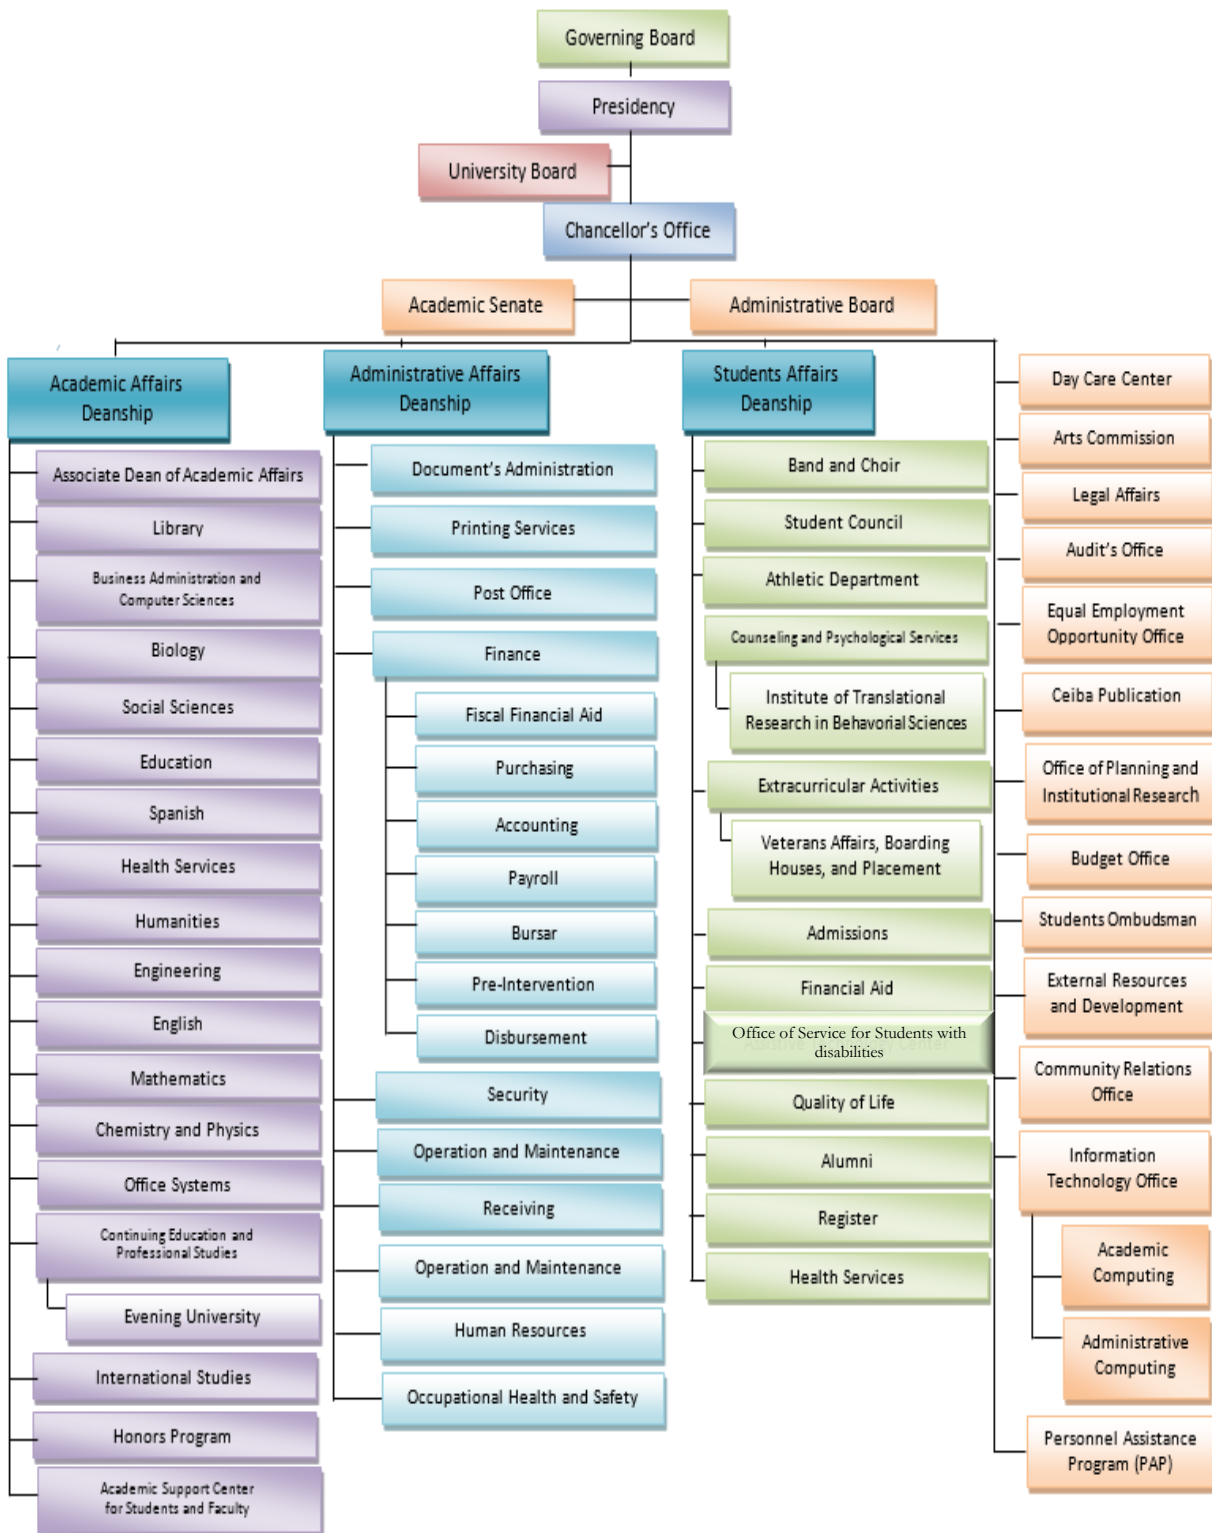 Governing Board
Presidency
University Board
Chancellor's Office
Academic Senate
Administrative Board
Academic Affairs
Deanship
Associate Dean of Academic Affairs
Library
Business Administration and
Computer Sciences
Biology
Social Sciences
Education
Spanish
Health Services
Humanities
Engineering
English
Mathematics
Chemistry and Physics
Office Systems
Continuing Education and
Professional Studies
Evening University
International Studies
Honors Program
Academic Support Center
for Students and Faculty
Administrative Affairs
Deanship
Document's Administration
Printing Services
Post Office
Finance
Fiscal Financial Aid
Purchasing
Accounting
Payroll
Bursar
Pre-Intervention
Disbursement
Security
Operation and Maintenance
Receiving
Operation and Maintenance
Human Resources
Occupational Health and Safety
Students Affairs
Deanship
Band and Choir
Student Council
Athletic Department
Counseling and Psychological Services
Institute of Translational
Research in Behavorial Sciences
Extracurricular Activities
Veterans Affairs, Boarding
Houses, and Placement
Admissions
Financial Aid
Office of Service for Students with
disabilities
Quality of Life
Alumni
Register
Health Services
Day Care Center
Arts Commission
Legal Affairs
Audit's Office
Equal Employment
Opportunity Office
Ceiba Publication
Office of Planning and
Institutional Research
Budget Office
Students Ombudsman
External Resources
and Development
Community Relations
Office
Information
Technology Office
Academic
Computing
Administrative
Computing
Personnel Assistance
Program (PAP)